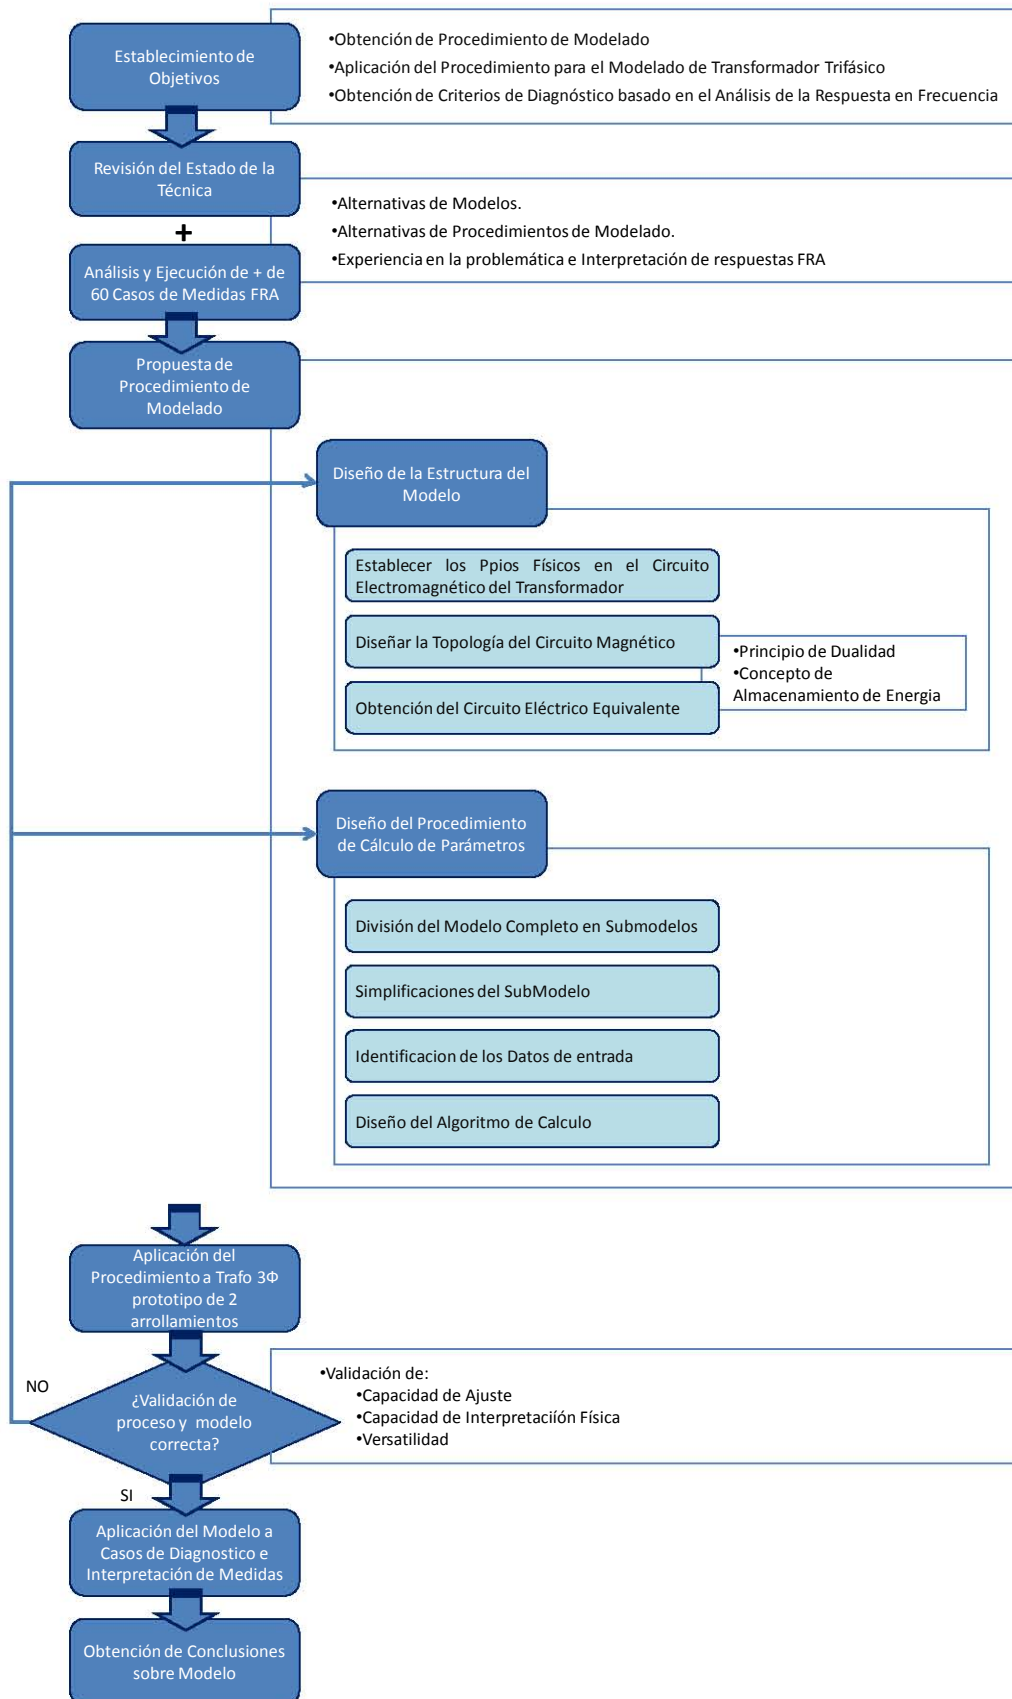 Establecimiento de
Objetivos
•Obtención de Procedimiento de Modelado
•Aplicación del Procedimiento para el Modelado de Transformador Trifásico
•Obtención de Criterios de Diagnóstico basado en el Análisis de la Respuesta en Frecuencia
Revisión del Estado de la
Técnica
+
Análisis y Ejecución de + de
60 Casos de Medidas FRA
•Alternativas de Modelos.
•Alternativas de Procedimientos de Modelado.
•Experiencia en la problemática e Interpretación de respuestas FRA
Propuesta de
Procedimiento de
Modelado
Diseño de la Estructura del
Modelo
Establecer los Ppios Físicos en el Circuito
Electromagnético del Transformador
Diseñar la Topología del Circuito Magnético
Obtención del Circuito Eléctrico Equivalente
•Principio de Dualidad
•Concepto de
Almacenamiento de Energia
Diseño del Procedimiento
de Cálculo de Parámetros
División del Modelo Completo en Submodelos
Simplificaciones del SubModelo
Identificacion de los Datos de entrada
Diseño del Algoritmo de Calculo
Aplicación del
Procedimiento a Trafo 3Φ
prototipo de 2
arrollamientos
NO
¿Validación de
proceso y modelo
correcta?
•Validación de:
•Capacidad de Ajuste
•Capacidad de Interpretaciíón Física
•Versatilidad
SI
Aplicación del Modelo a
Casos de Diagnostico e
Interpretación de Medidas
Obtención de Conclusiones
sobre Modelo